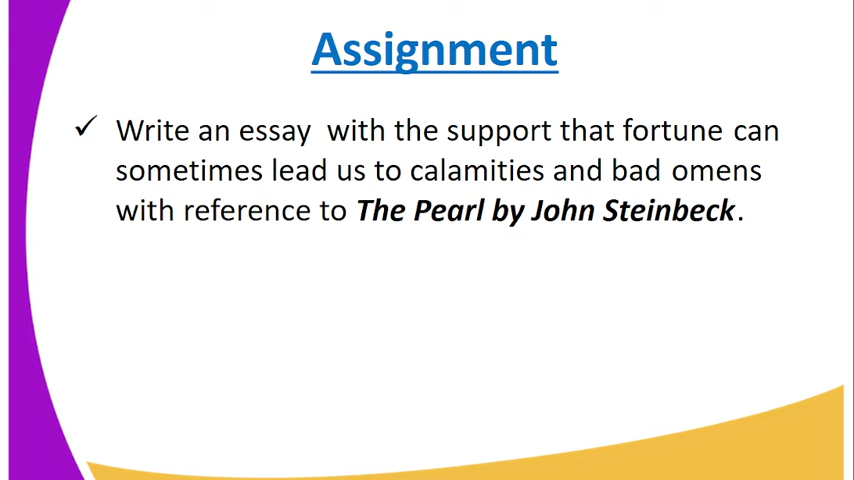 Assignment
✓ Write an essay with the support that fortune can
sometimes lead us to calamities and bad omens
with reference to The Pearl by John Steinbeck.